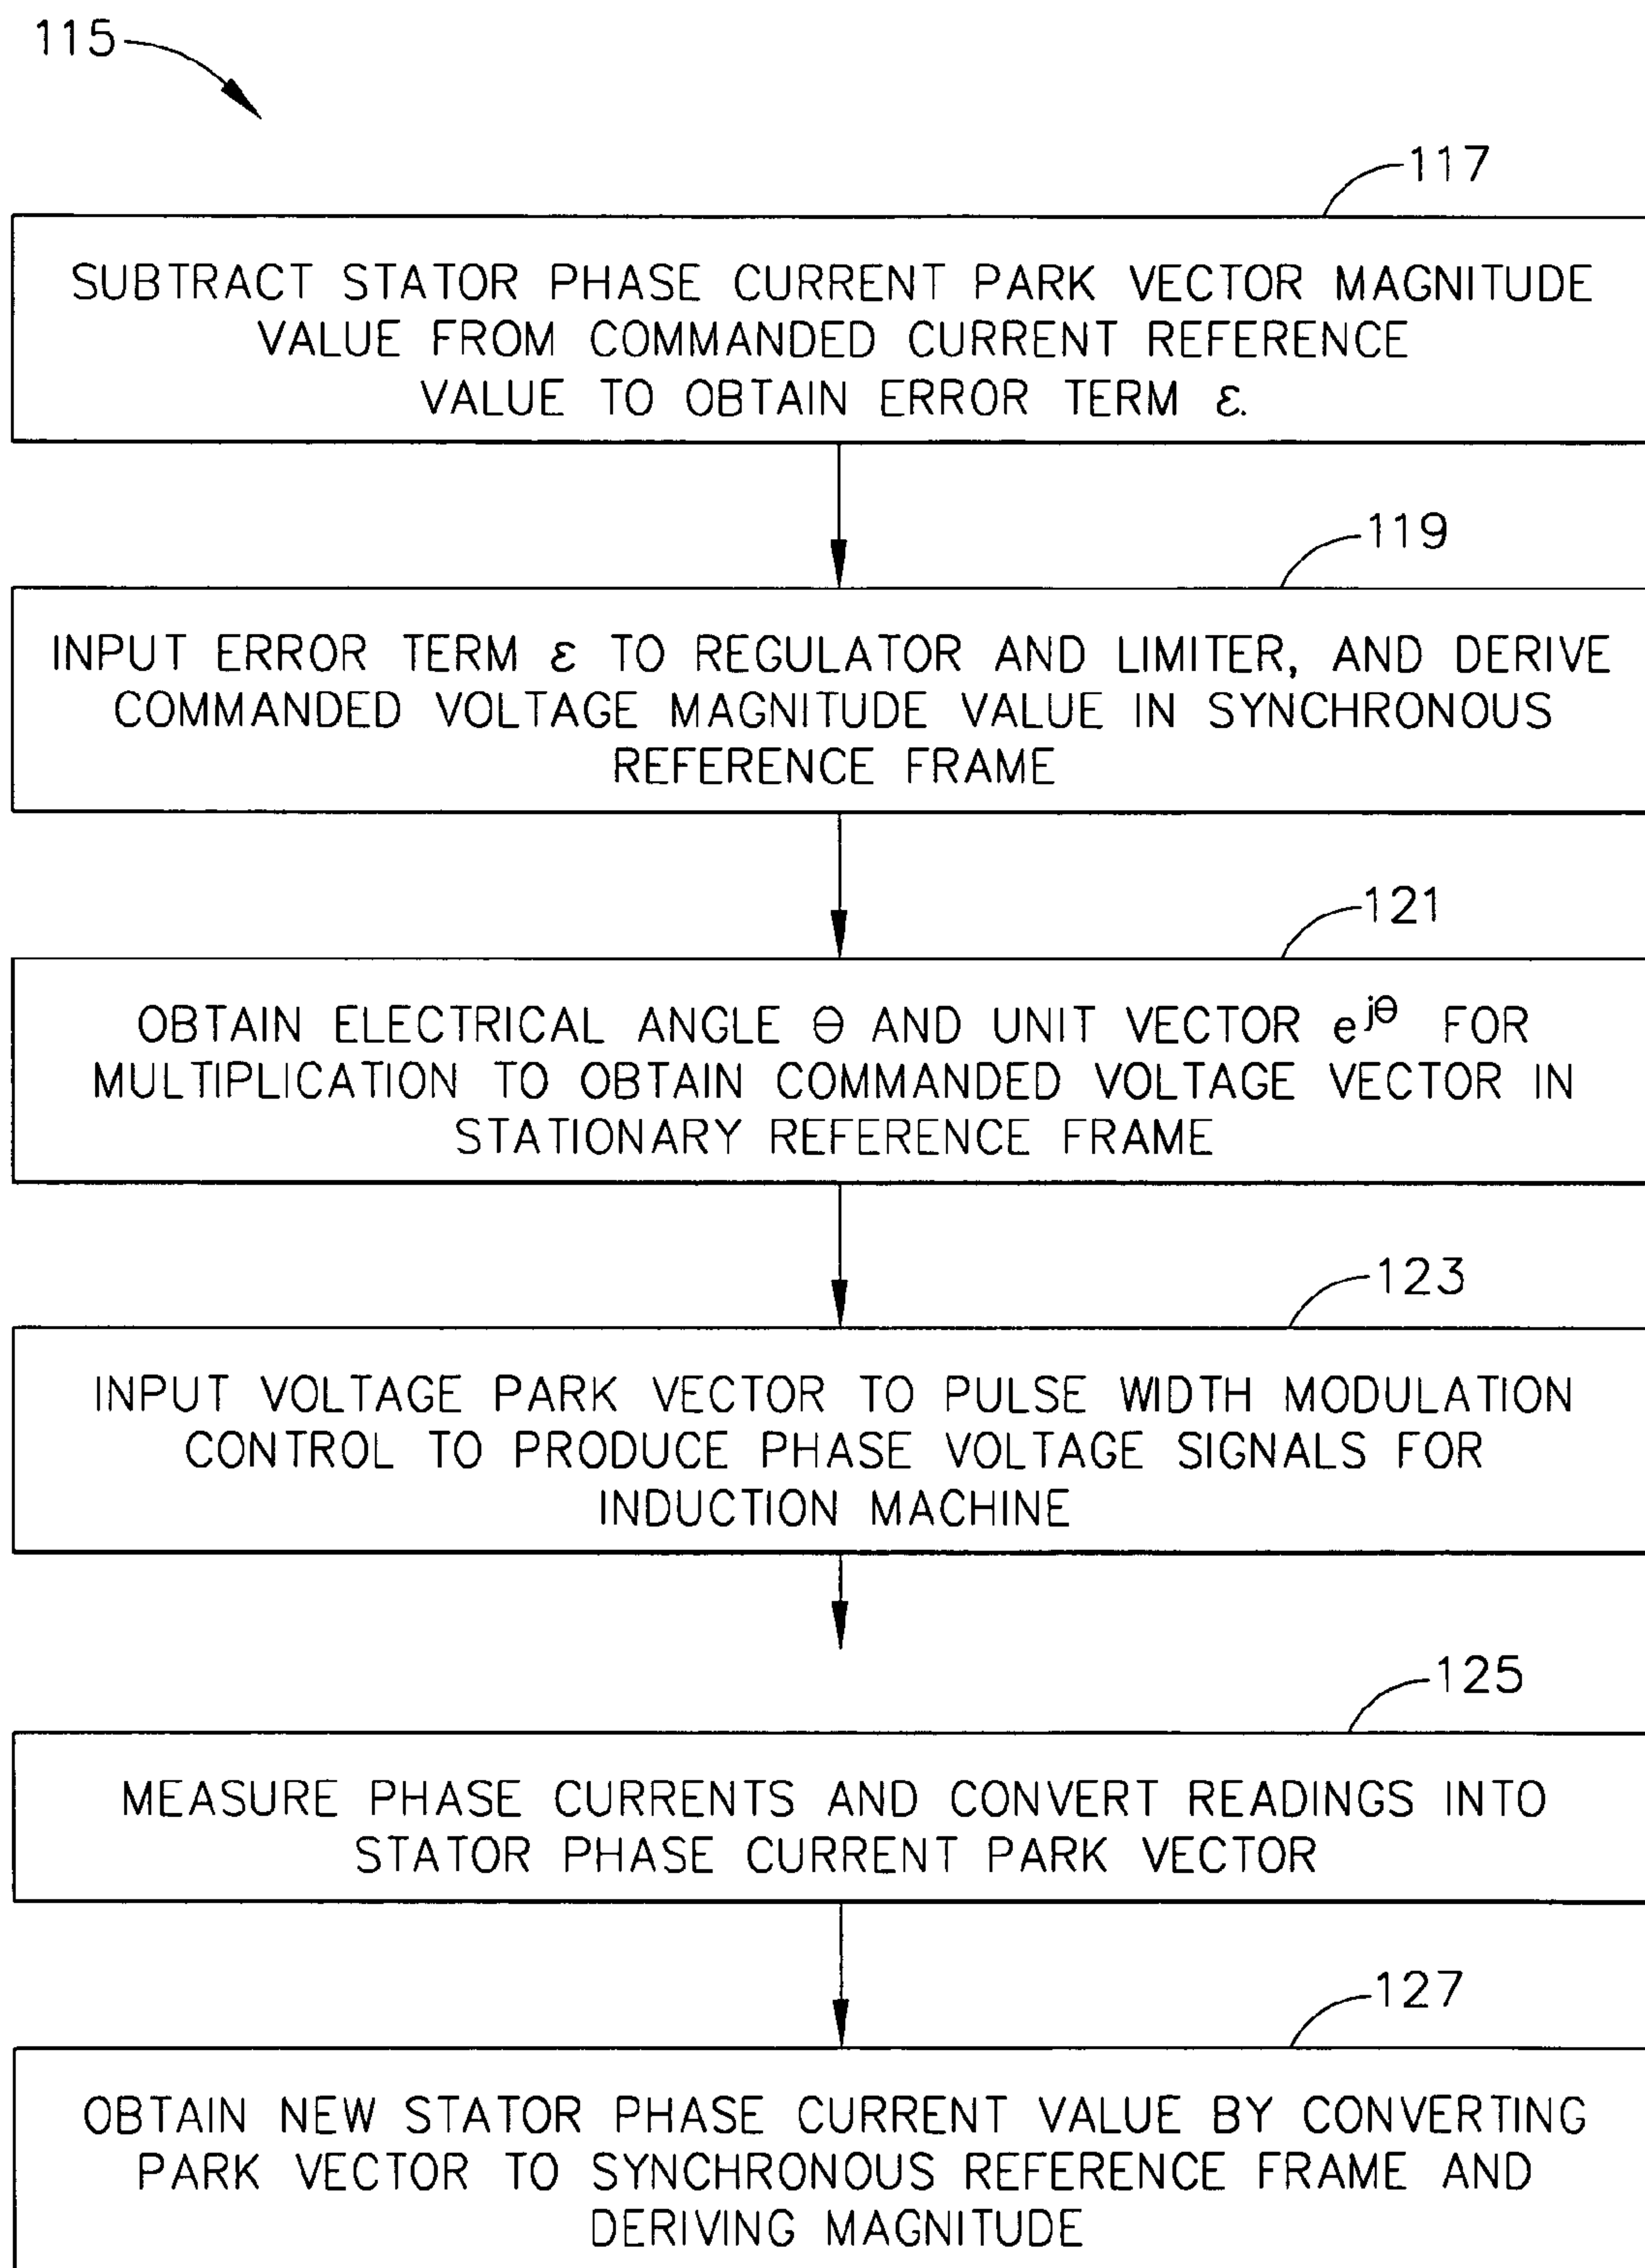 115
117
SUBTRACT STATOR PHASE CURRENT PARK VECTOR MAGNITUDE
VALUE FROM COMMANDED CURRENT REFERENCE
VALUE TO OBTAIN ERROR TERM ε.
119
INPUT ERROR TERM ε TO REGULATOR AND LIMITER, AND DERIVE
COMMANDED VOLTAGE MAGNITUDE VALUE IN SYNCHRONOUS
REFERENCE FRAME
121
OBTAIN ELECTRICAL ANGLE θ AND UNIT VECTOR e^jθ FOR
MULTIPLICATION TO OBTAIN COMMANDED VOLTAGE VECTOR IN
STATIONARY REFERENCE FRAME
123
INPUT VOLTAGE PARK VECTOR TO PULSE WIDTH MODULATION
CONTROL TO PRODUCE PHASE VOLTAGE SIGNALS FOR
INDUCTION MACHINE
125
MEASURE PHASE CURRENTS AND CONVERT READINGS INTO
STATOR PHASE CURRENT PARK VECTOR
127
OBTAIN NEW STATOR PHASE CURRENT VALUE BY CONVERTING
PARK VECTOR TO SYNCHRONOUS REFERENCE FRAME AND
DERIVING MAGNITUDE